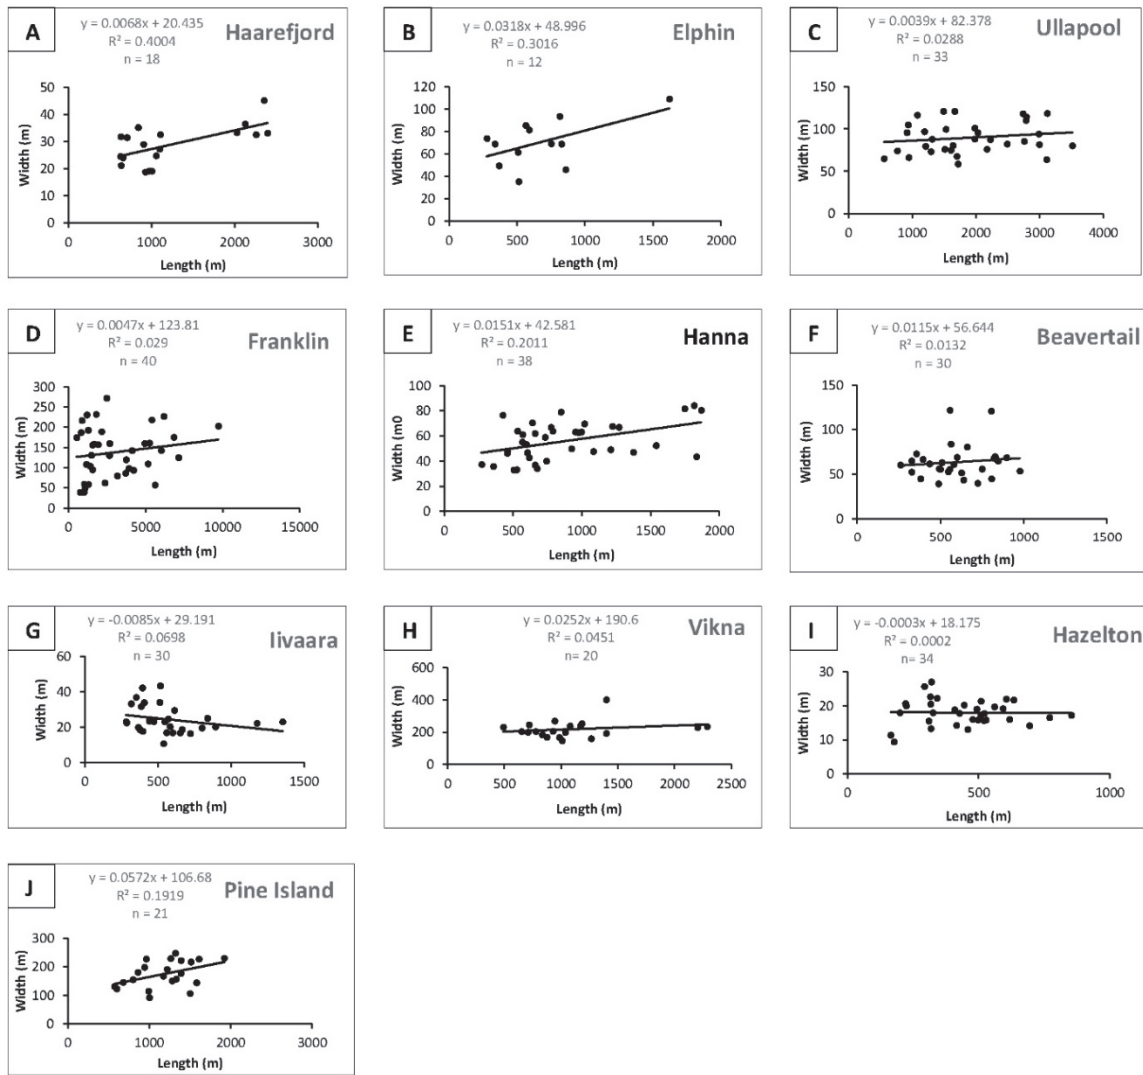 A
y = 0.0068x + 20.435
R² = 0.4004
n = 18
Haarefjord
50
40
30
20
10
0
Width (m)
0 1000 2000 3000
Length (m)
B
y = 0.0318x + 48.996
R² = 0.3016
n = 12
Elphin
120
100
80
60
40
20
0
Width (m)
0 500 1000 1500 2000
Length (m)
C
y = 0.0039x + 82.378
R² = 0.0288
n = 33
Ullapool
150
100
50
0
Width (m)
0 1000 2000 3000 4000
Length (m)
D
y = 0.0047x + 123.81
R² = 0.029
n = 40
Franklin
300
250
200
150
100
50
0
Width (m)
0 5000 10000 15000
Length (m)
E
y = 0.0151x + 42.581
R² = 0.2011
n = 38
Hanna
100
80
60
40
20
0
Width (m0
0 500 1000 1500 2000
Length (m)
F
y = 0.0115x + 56.644
R² = 0.0132
n = 30
Beavertail
150
100
50
0
Width (m)
0 500 1000 1500
Length (m)
G
y = -0.0085x + 29.191
R² = 0.0698
n = 30
Iivaara
60
40
20
0
Width (m)
0 500 1000 1500
Length (m)
H
y = 0.0252x + 190.6
R² = 0.0451
n= 20
Vikna
600
400
200
0
Width (m)
0 500 1000 1500 2000 2500
Length (m)
I
y = -0.0003x + 18.175
R² = 0.0002
n= 34
Hazelton
30
20
10
0
Width (m)
0 500 1000
Length (m)
J
y = 0.0572x + 106.68
R² = 0.1919
n = 21
Pine Island
300
200
100
0
Width (m)
0 1000 2000 3000
Length (m)